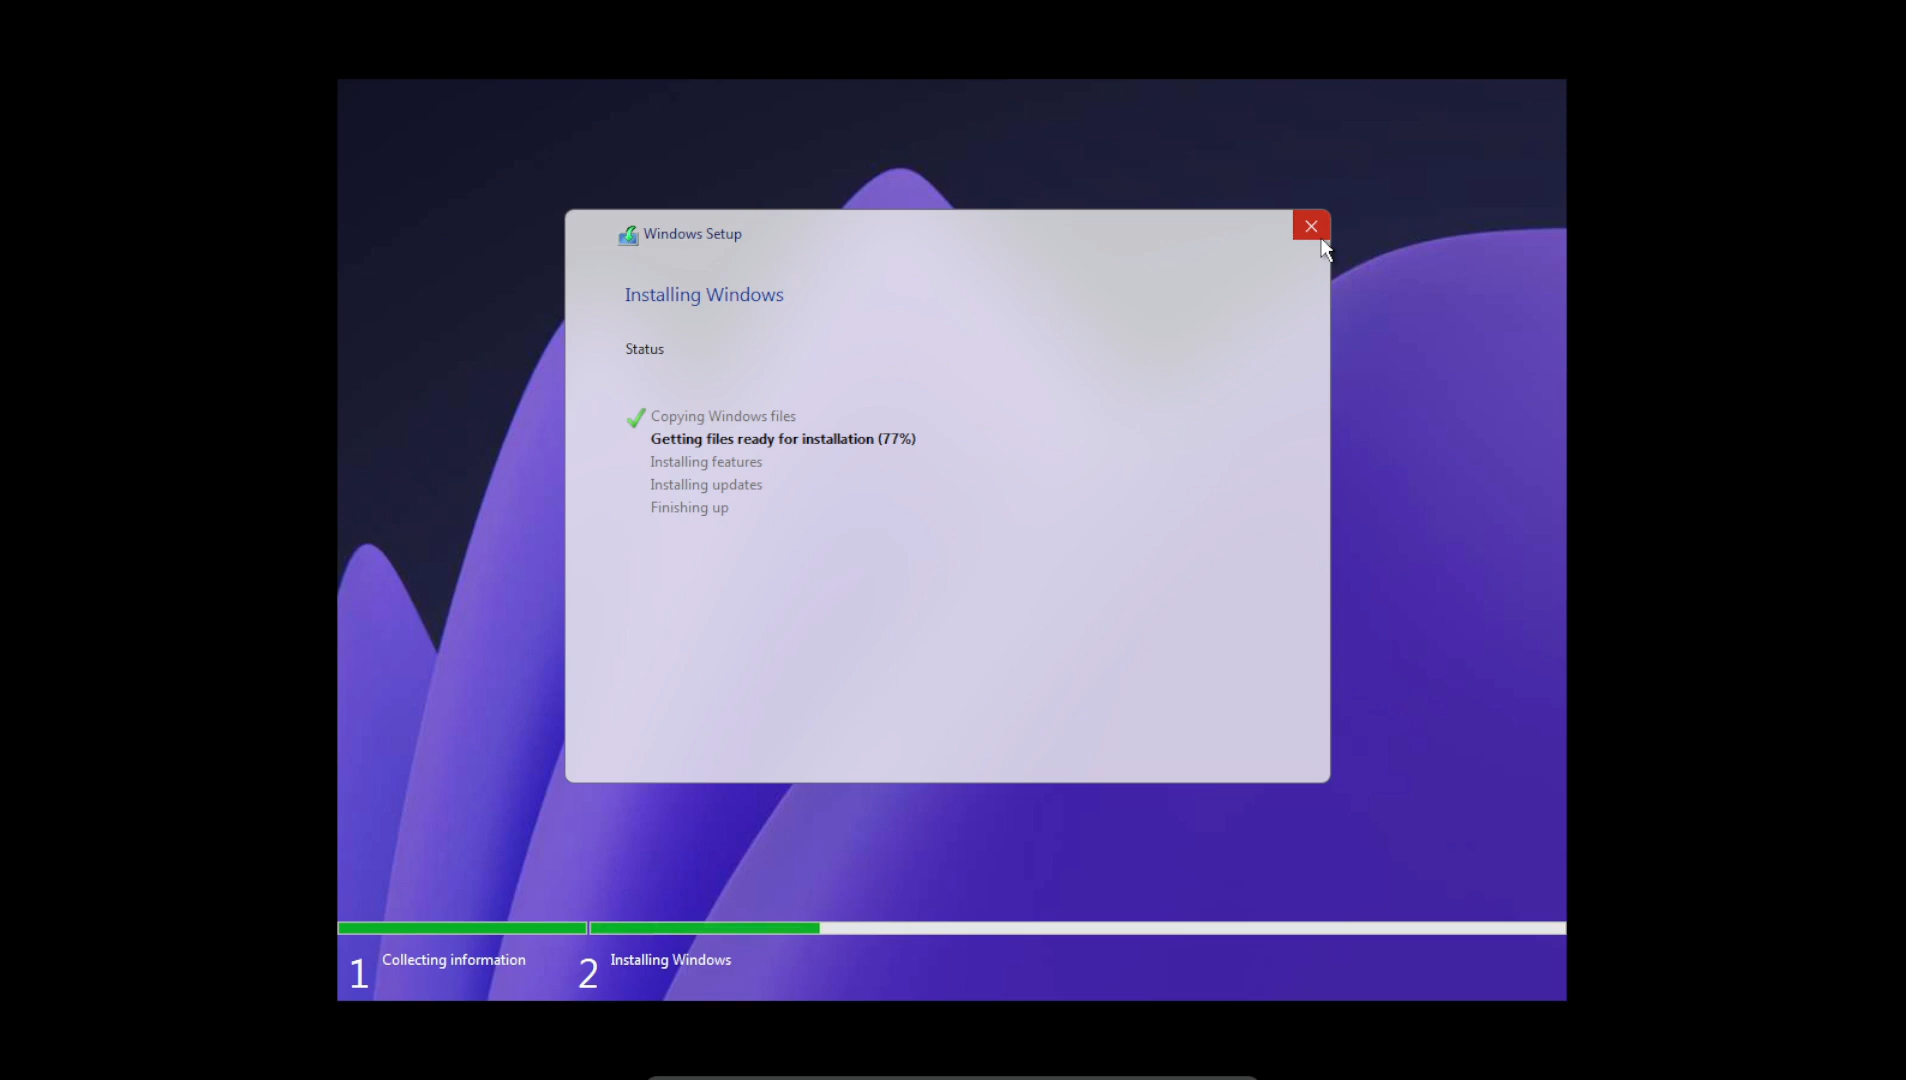 Windows Setup
Installing Windows
Status
Copying Windows files
Getting files ready for installation (77%)
Installing features
Installing updates
Finishing up
1 Collecting information
2 Installing Windows